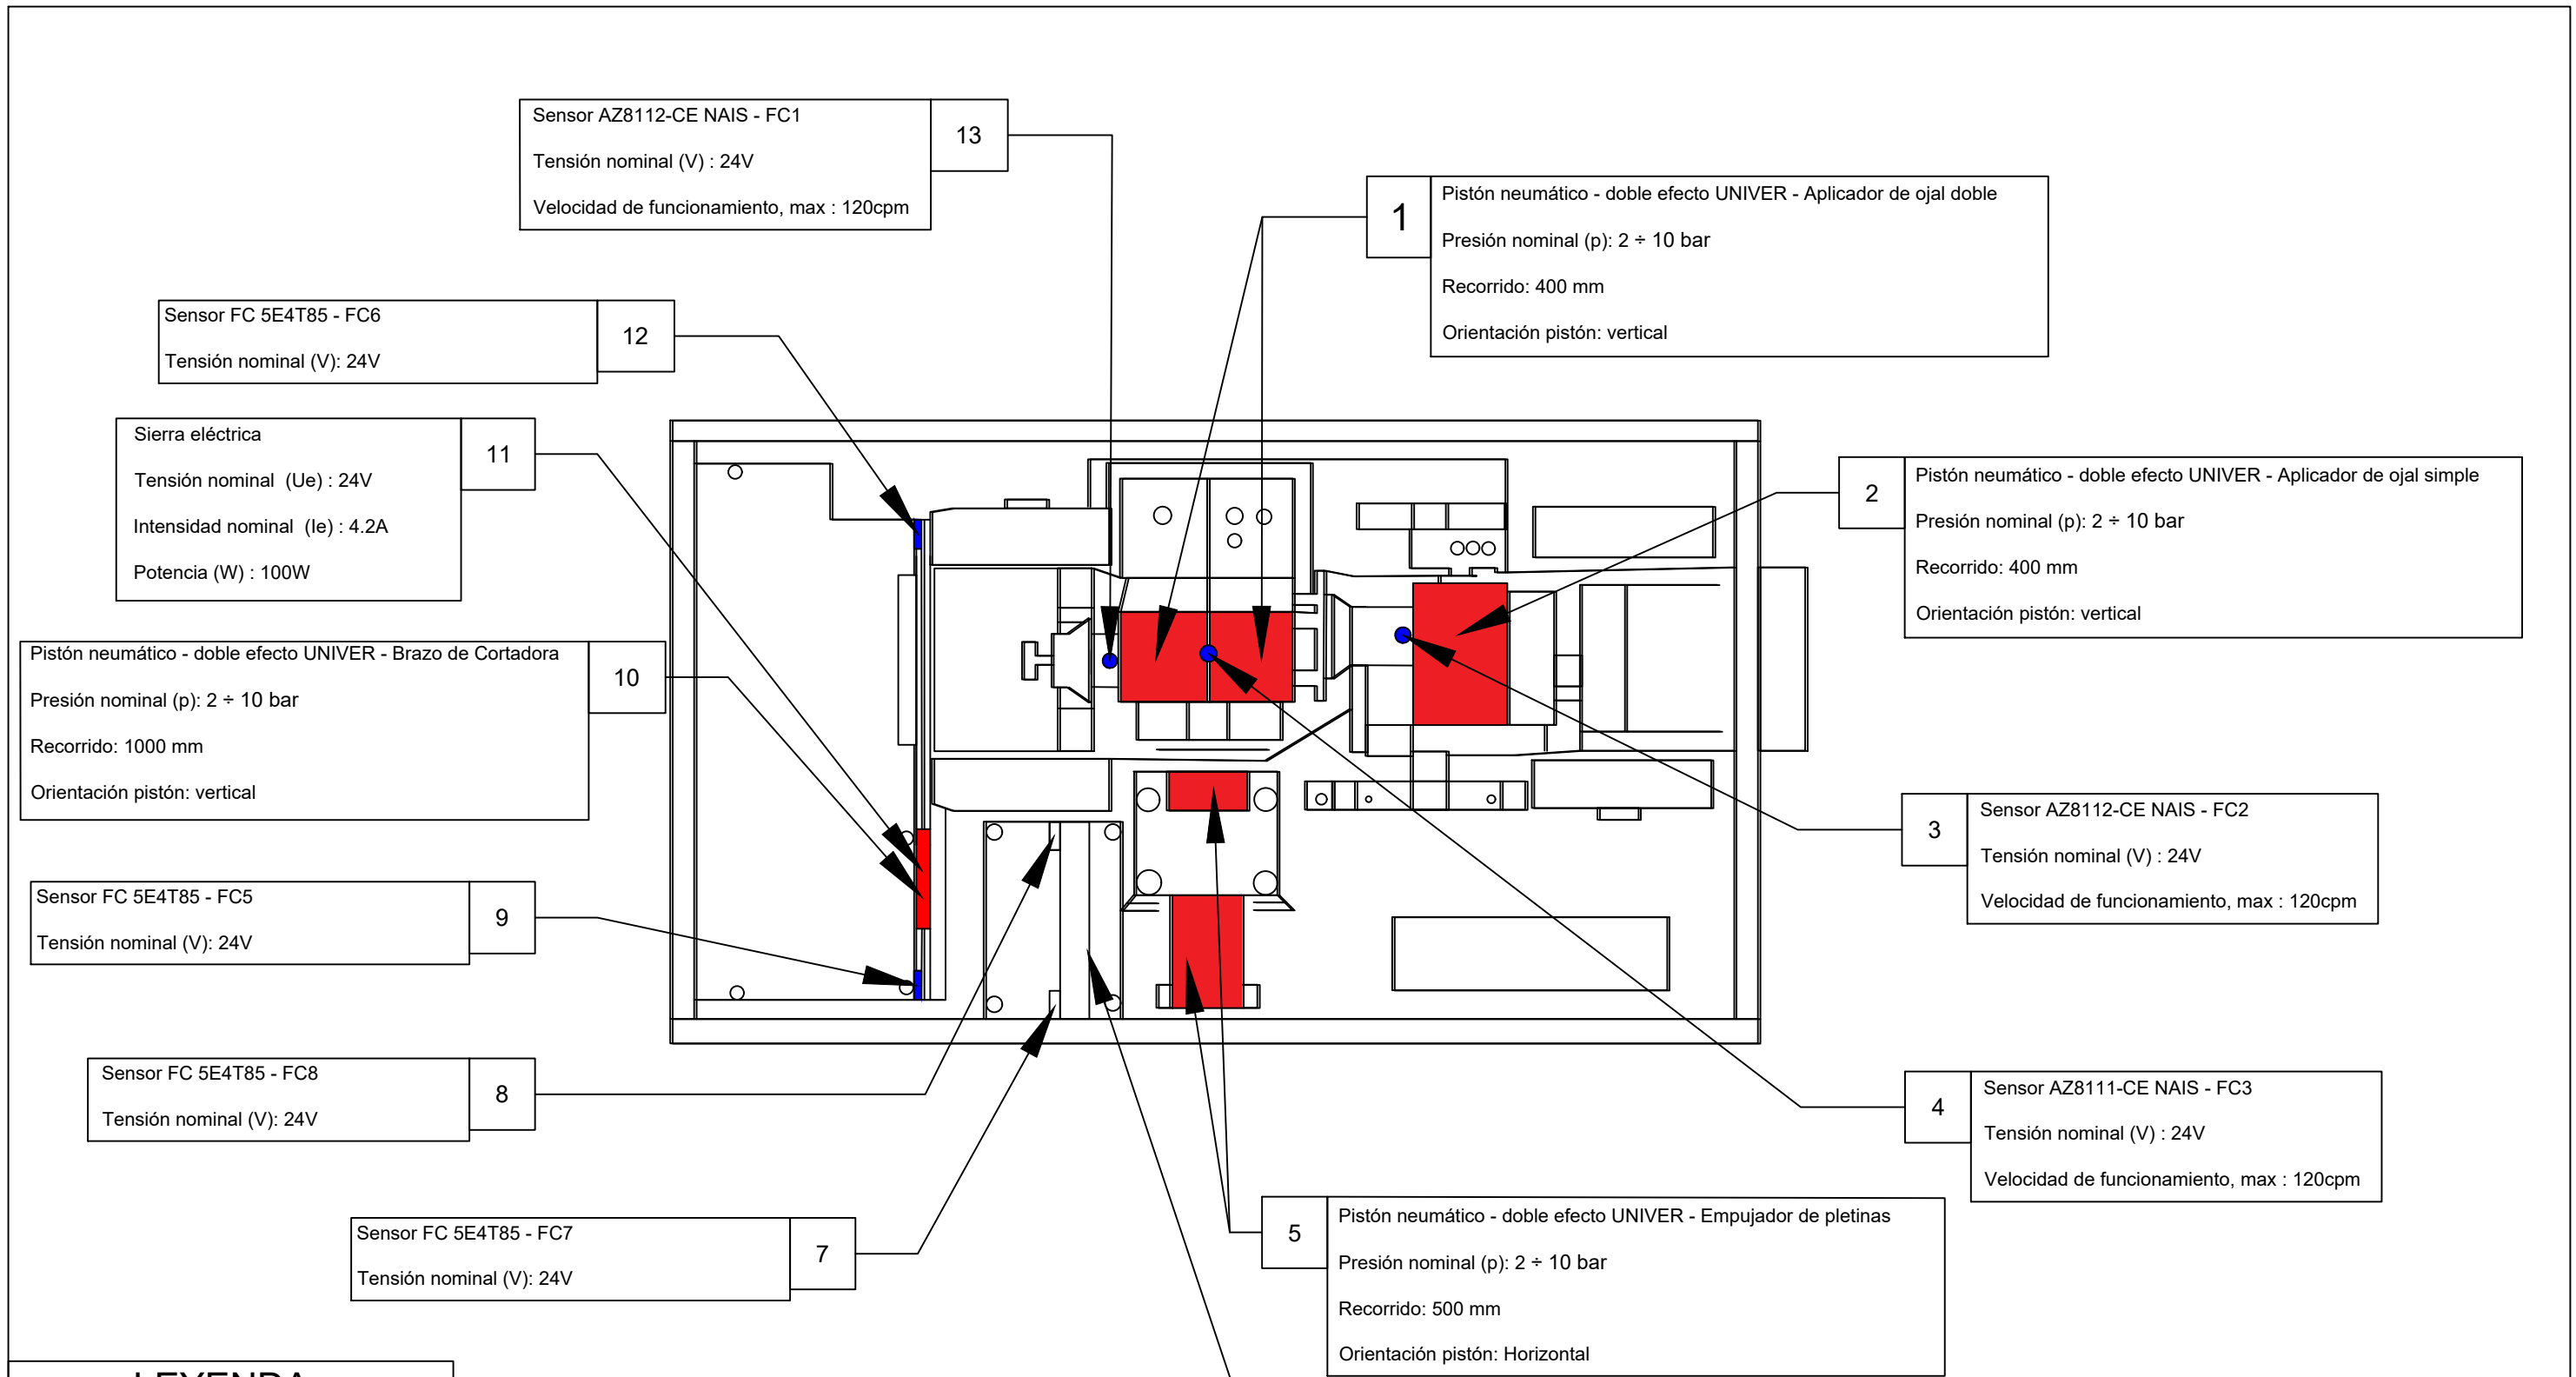 Sensor AZ8112-CE NAIS - FC1
Tensión nominal (V) : 24V
Velocidad de funcionamiento, max : 120cpm
13
1
Pistón neumático - doble efecto UNIVER - Aplicador de ojal doble
Presión nominal (p): 2 ÷ 10 bar
Recorrido: 400 mm
Orientación pistón: vertical
Sensor FC 5E4T85 - FC6
Tensión nominal (V): 24V
12
Sierra eléctrica
Tensión nominal (Ue) : 24V
Intensidad nominal (Ie) : 4.2A
Potencia (W) : 100W
11
2
Pistón neumático - doble efecto UNIVER - Aplicador de ojal simple
Presión nominal (p): 2 ÷ 10 bar
Recorrido: 400 mm
Orientación pistón: vertical
Pistón neumático - doble efecto UNIVER - Brazo de Cortadora
Presión nominal (p): 2 ÷ 10 bar
Recorrido: 1000 mm
Orientación pistón: vertical
10
3
Sensor AZ8112-CE NAIS - FC2
Tensión nominal (V) : 24V
Velocidad de funcionamiento, max : 120cpm
Sensor FC 5E4T85 - FC5
Tensión nominal (V): 24V
9
Sensor FC 5E4T85 - FC8
Tensión nominal (V): 24V
8
4
Sensor AZ8111-CE NAIS - FC3
Tensión nominal (V) : 24V
Velocidad de funcionamiento, max : 120cpm
Sensor FC 5E4T85 - FC7
Tensión nominal (V): 24V
7
5
Pistón neumático - doble efecto UNIVER - Empujador de pletinas
Presión nominal (p): 2 ÷ 10 bar
Recorrido: 500 mm
Orientación pistón: Horizontal
LEYENDA